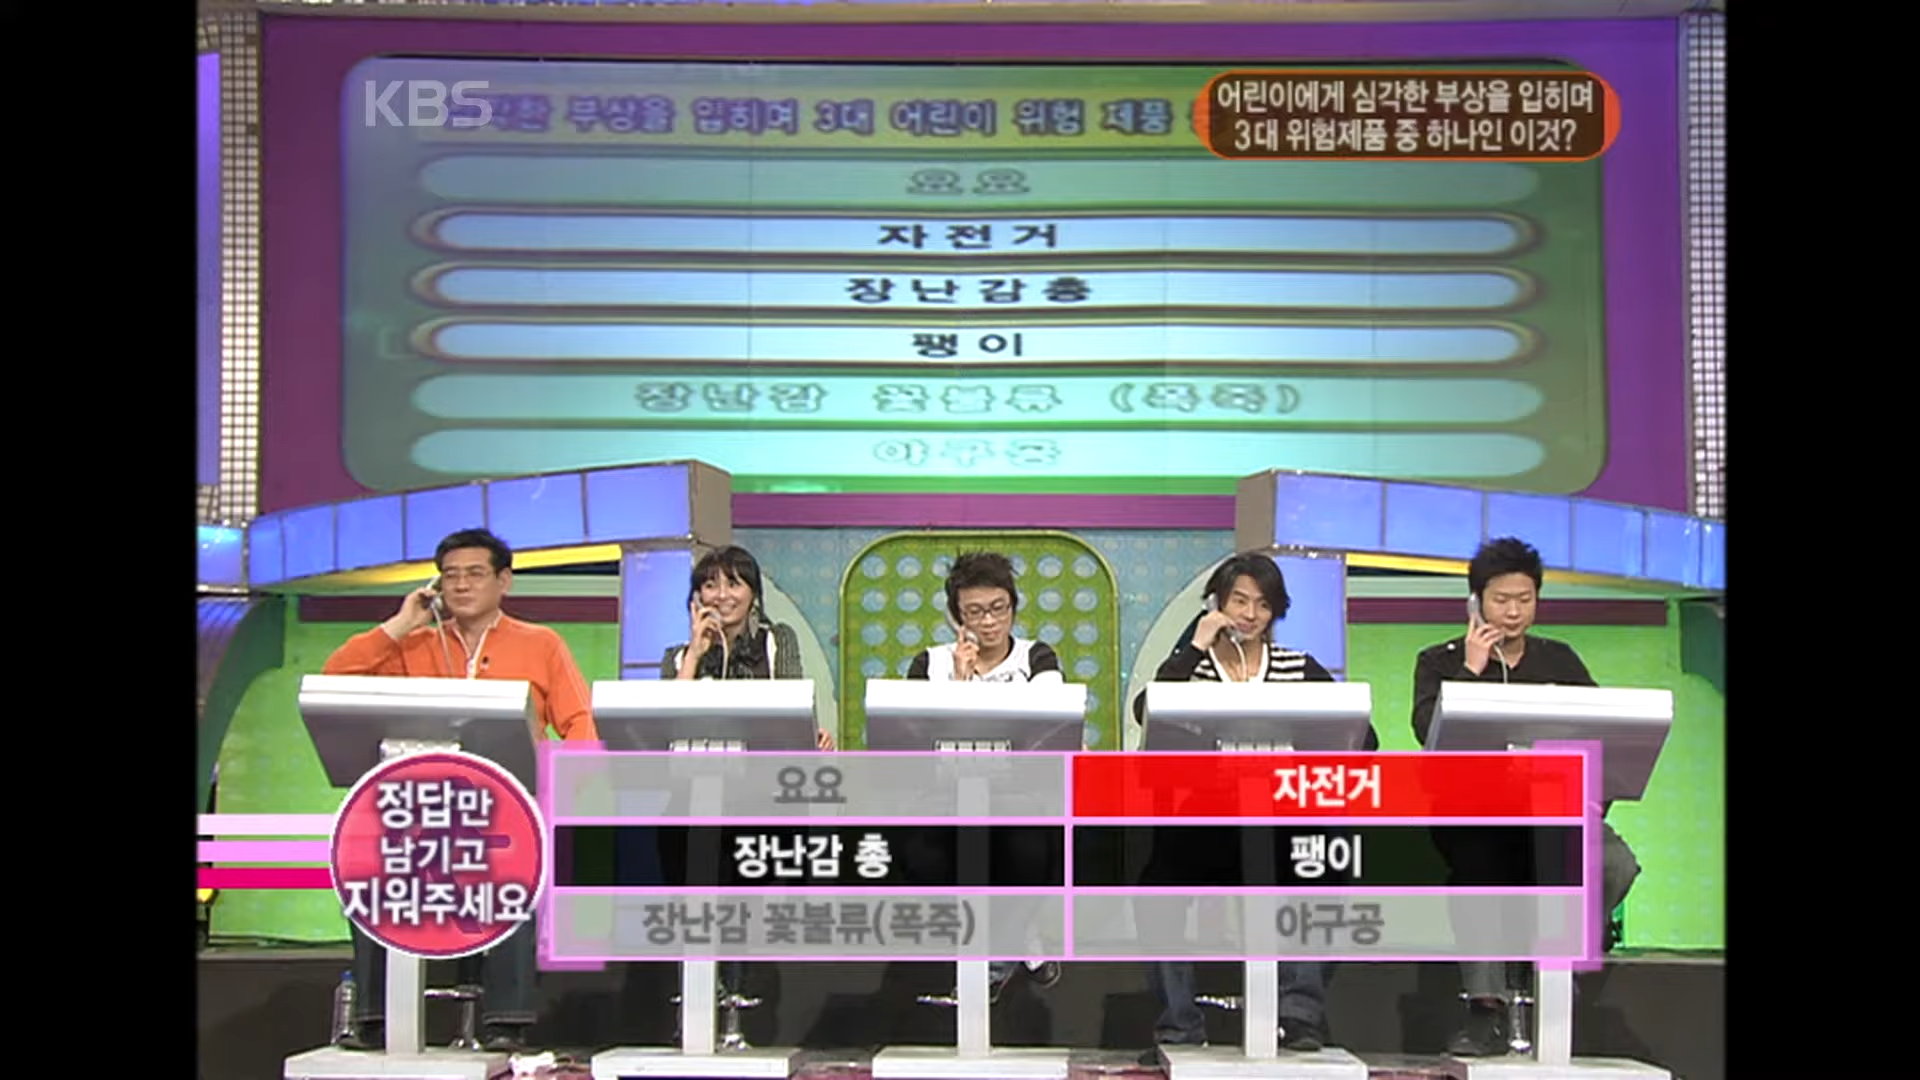 KBS
어린이에게 심각한 부상을 입히며
3대 위험제품 중 하나인 이것?
각한 부상을 입히며 3대 어린이 위험 제품
요요
자전거
장난감총
팽이
장난감 꽃불류 (폭죽)
야구공
정답만
남기고
지워주세요
요요
자전거
장난감 총
팽이
장난감 꽃불류(폭죽)
야구공